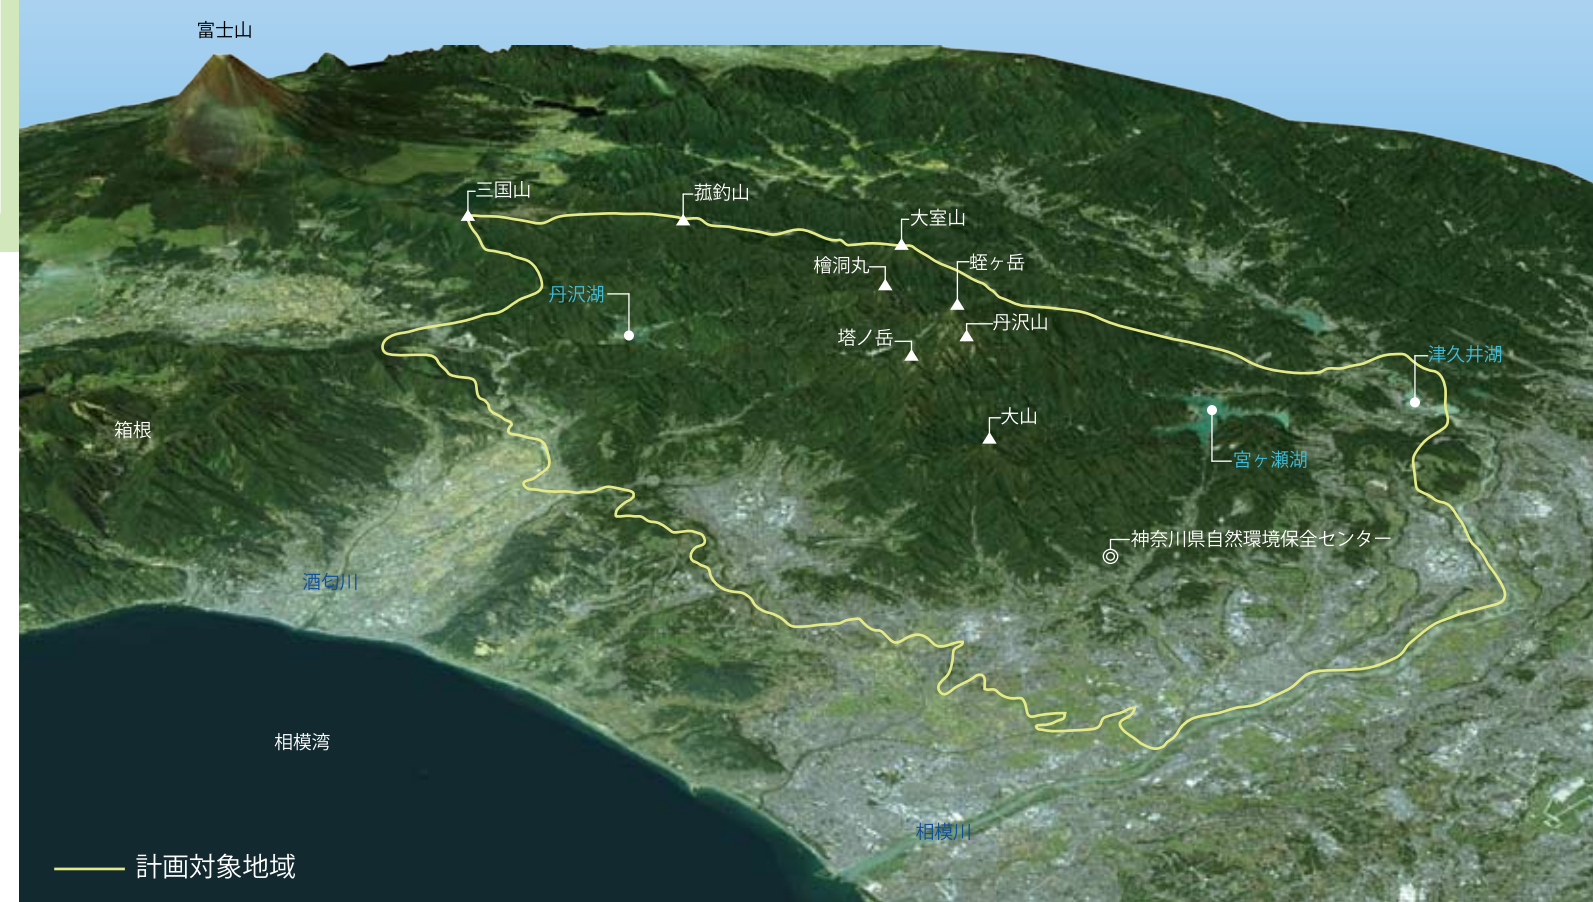 富士山
三国山
菰釣山
大室山
檜洞丸
蛭ヶ岳
丹沢湖
丹沢山
塔ノ岳
津久井湖
大山
箱根
宮ヶ瀬湖
神奈川県自然環境保全センター
酒匂川
相模湾
相模川
計画対象地域